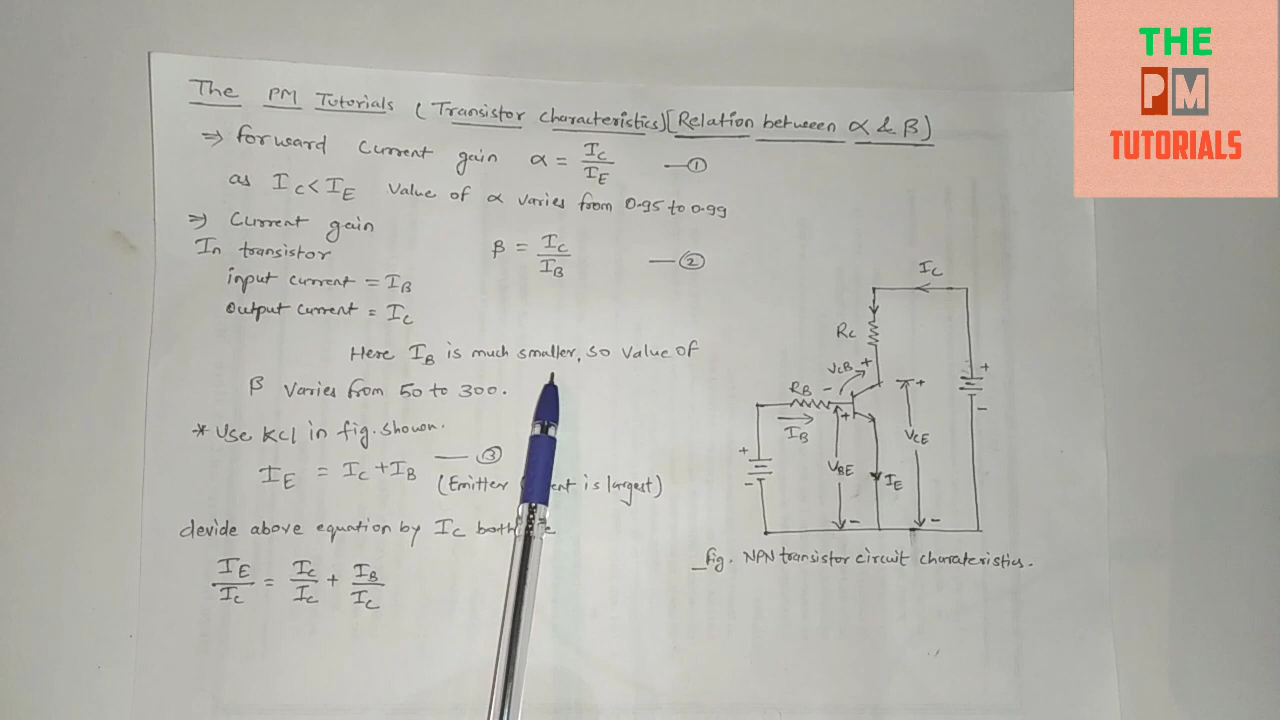 The PM Tutorials (Transistor characteristics)[Relation between α & β)
⇒ forward current gain α = IC/IE —①
as IC < IE value of α varies from 0.95 to 0.99
⇒ Current gain
In transistor
β = IC/IB —②
input current = IB
output current = IC
Here IB is much smaller, so value of
β varies from 50 to 300.
* Use KCl in fig. shown.
IE = IC + IB —③
(Emitter is largest)
devide above equation by IC
IE/IC = IC/IC + IB/IC
IC
RC
VCB +
RB -
+
-
IB
+
+
-
VBE
-
IE
+
VCE
-
fig. NPN transistor circuit charateristics.
THE
PM
TUTORIALS